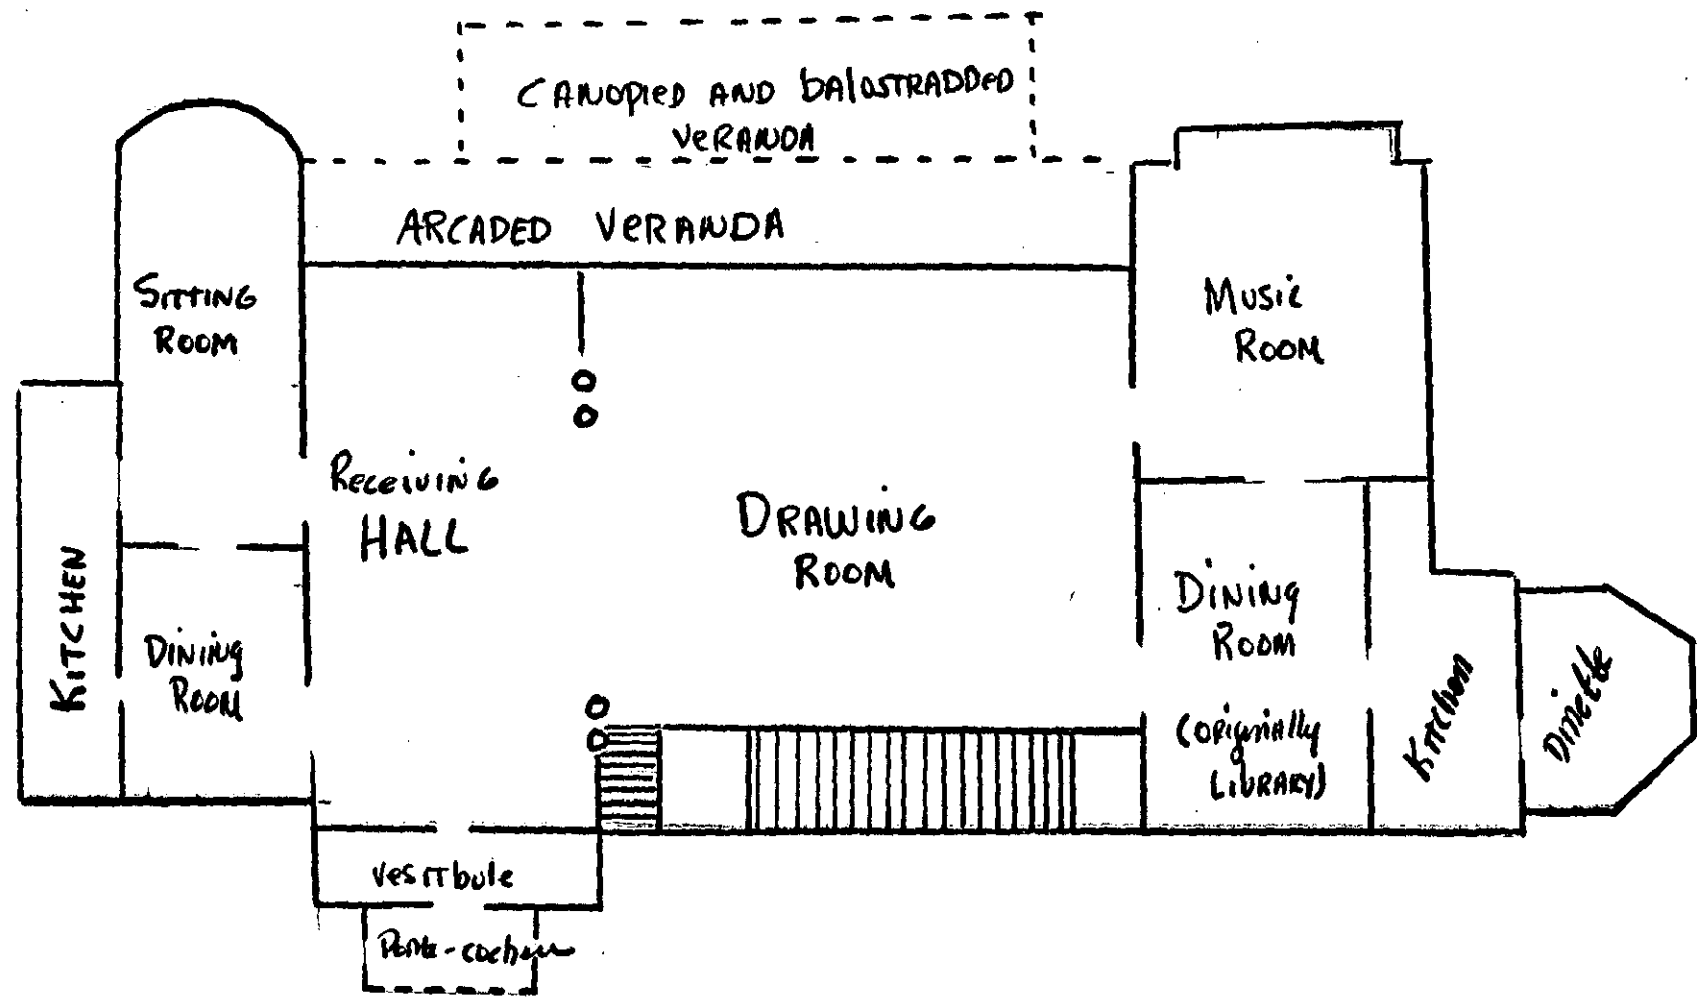 CANOPIED AND bALUSTRADDED
VERANDA
ARCADED VERANDA
SITTING
ROOM
MUSIC
ROOM
RECEIVING
HALL
DRAWING
ROOM
KITCHEN
DINING
ROOM
DINING
ROOM
(ORIGINALLY
LIBRARY)
Kitchen
Dinette
Vestibule
Porte-cochere